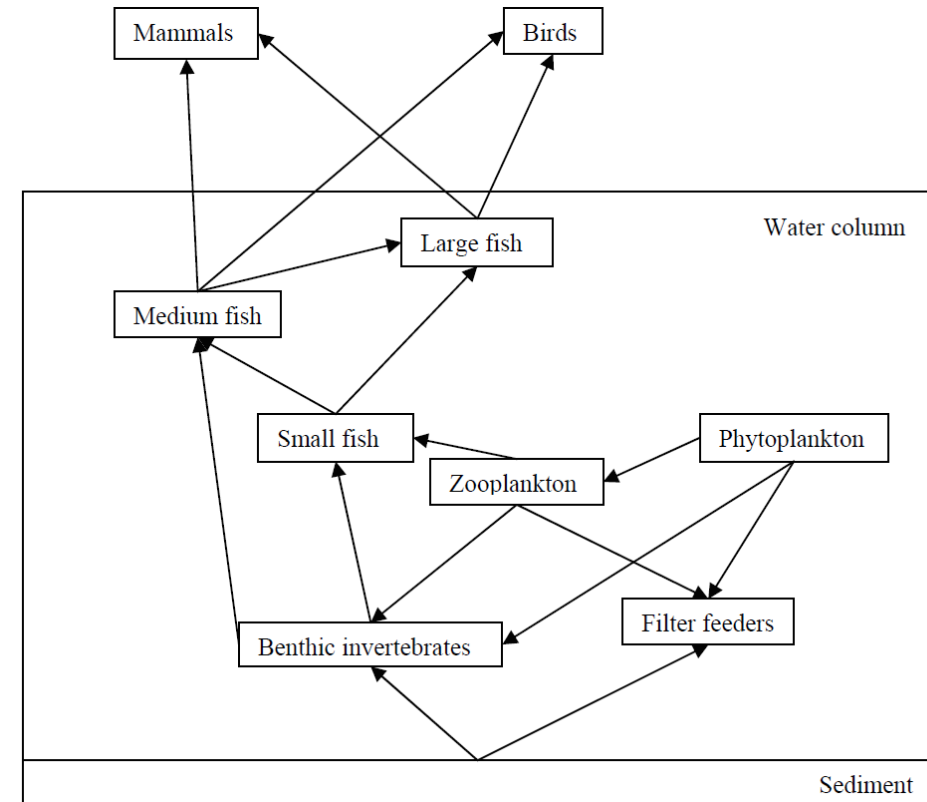 Mammals
Birds
Water column
Large fish
Medium fish
Small fish
Phytoplankton
Zooplankton
Filter feeders
Benthic invertebrates
Sediment